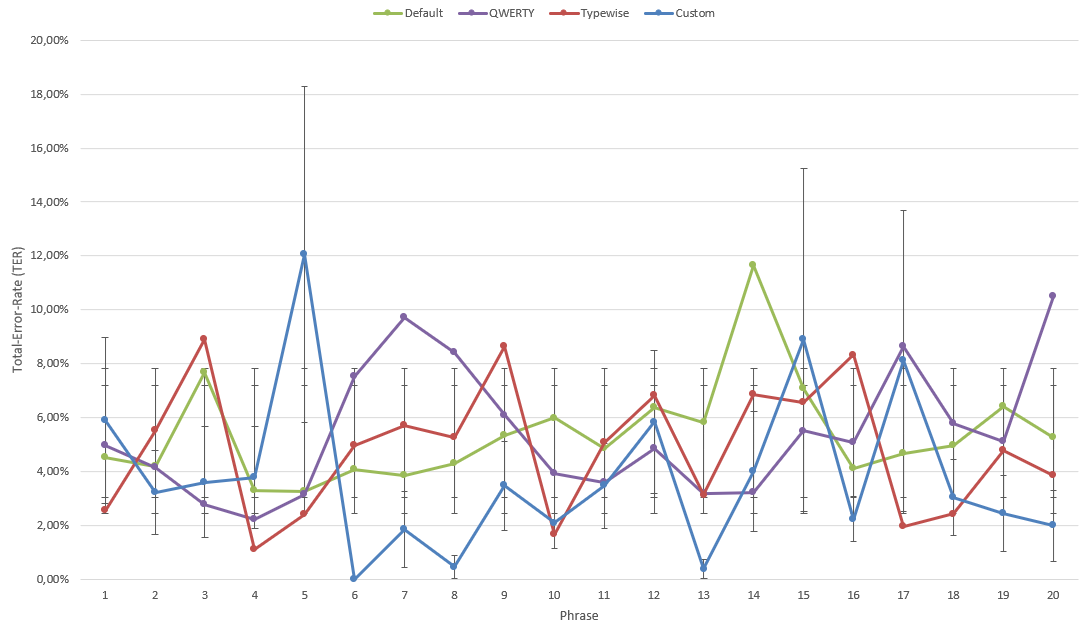 Default QWERTY Typewise Custom
20,00%
18,00%
16,00%
14,00%
12,00%
10,00%
8,00%
6,00%
4,00%
2,00%
0,00%
Total-Error-Rate (TER)
1 2 3 4 5 6 7 8 9 10 11 12 13 14 15 16 17 18 19 20
Phrase